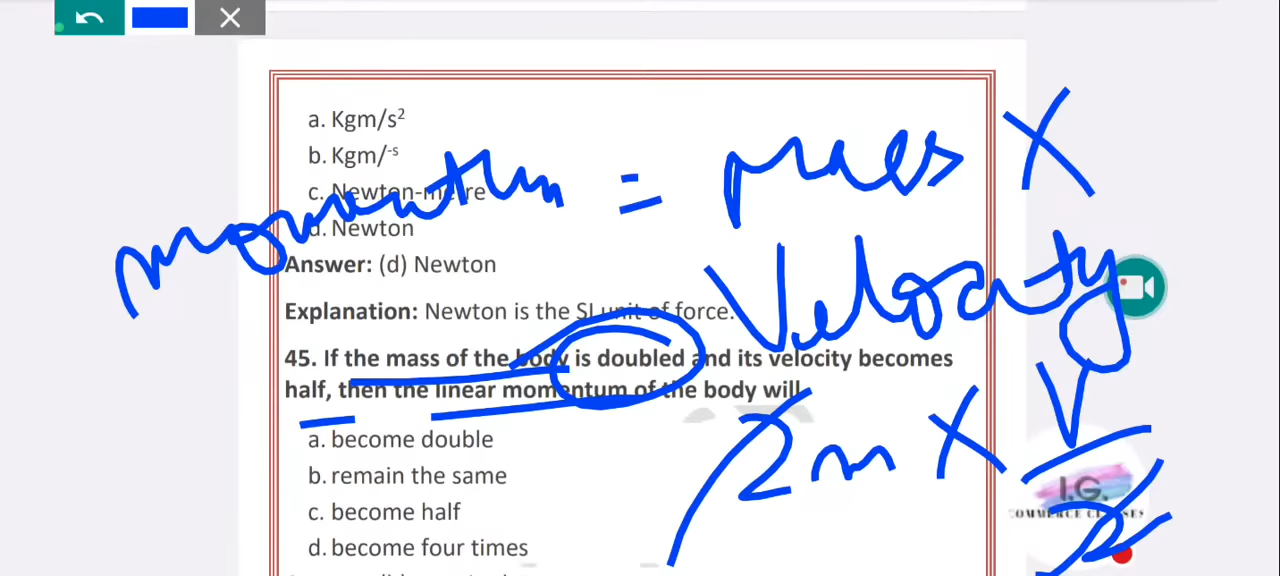 a. Kgm/s²
b. Kgm/⁻ˢ
c. Newton-metre
d. Newton
momentum = mass X
Velocity
Answer: (d) Newton
Explanation: Newton is the SI unit of force.
45. If the mass of the body is doubled and its velocity becomes
half, then the linear momentum of the body will
2m X V/2
a. become double
b. remain the same
c. become half
d. become four times
I.G.
COMMERCE CLASSES